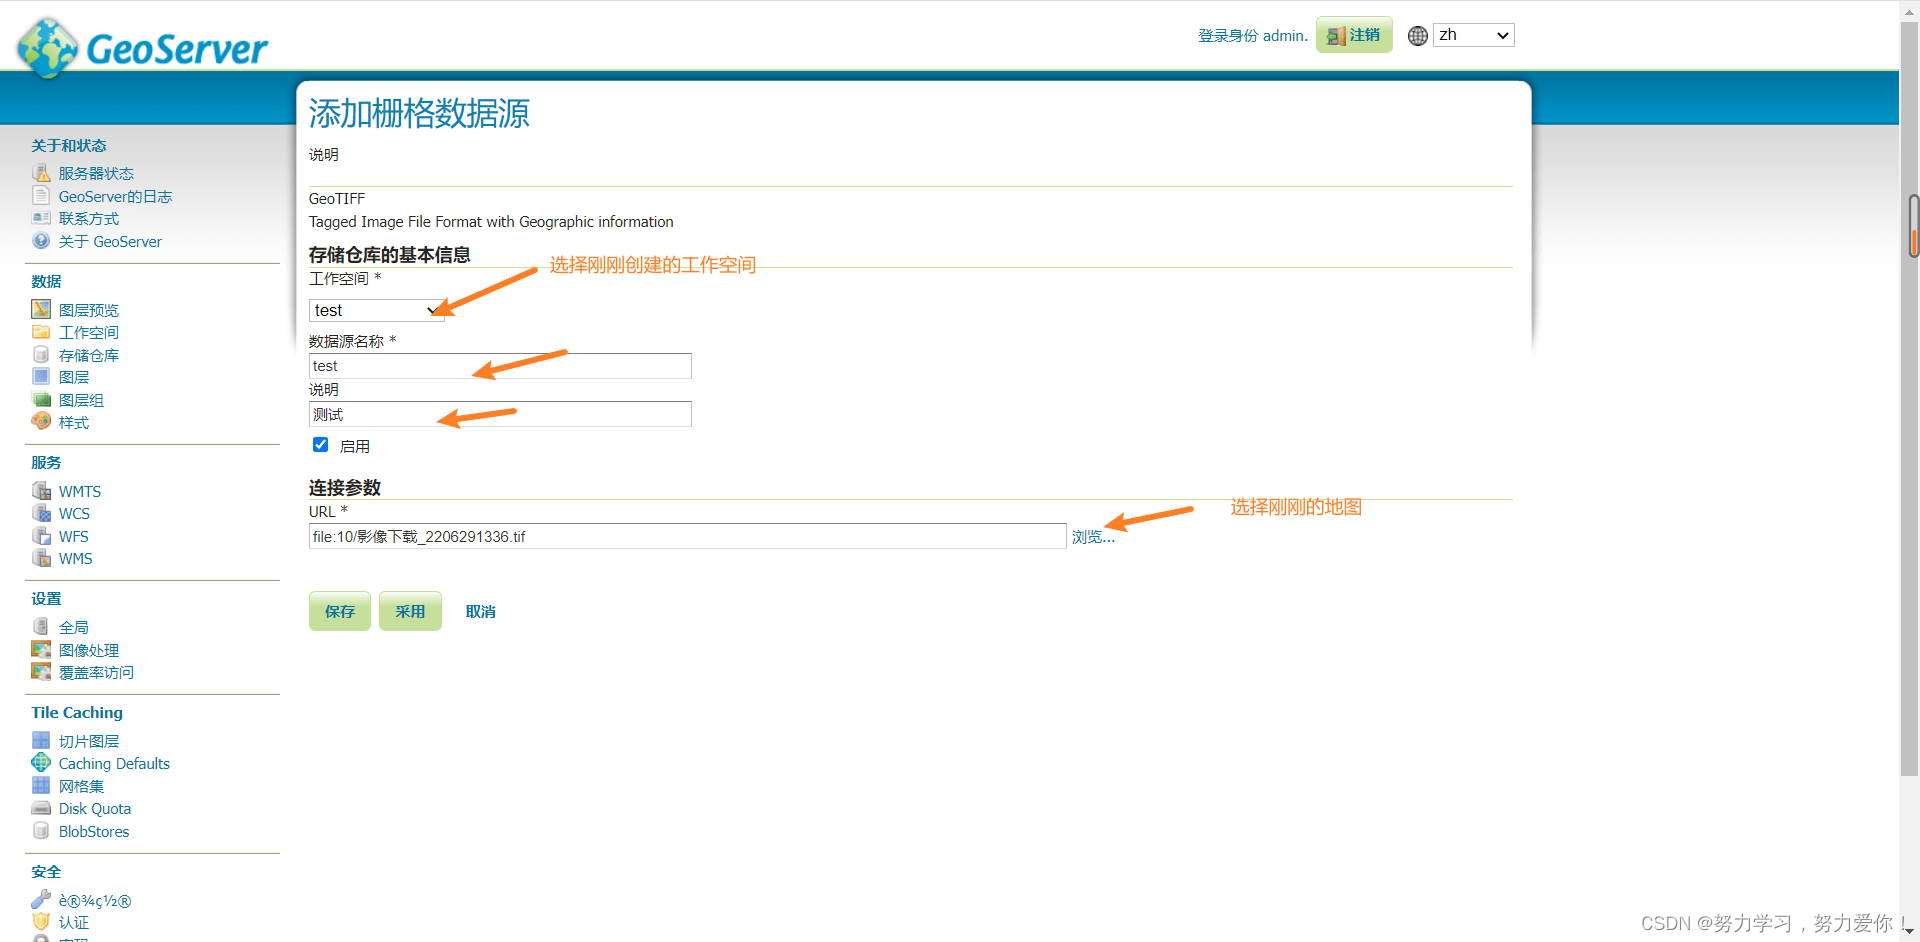 GeoServer
登录身份 admin.
注销
zh
关于和状态
服务器状态
GeoServer的日志
联系方式
关于 GeoServer
数据
图层预览
工作空间
存储仓库
图层
图层组
样式
服务
WMTS
WCS
WFS
WMS
设置
全局
图像处理
覆盖率访问
Tile Caching
切片图层
Caching Defaults
网格集
Disk Quota
BlobStores
安全
è®¾ç½®
认证
添加栅格数据源
说明
GeoTIFF
Tagged Image File Format with Geographic information
存储仓库的基本信息
选择刚刚创建的工作空间
工作空间 *
test
数据源名称 *
test
说明
测试
启用
连接参数
选择刚刚的地图
URL *
file:10/影像下载_2206291336.tif
浏览...
保存
采用
取消
CSDN @努力学习，努力爱你！